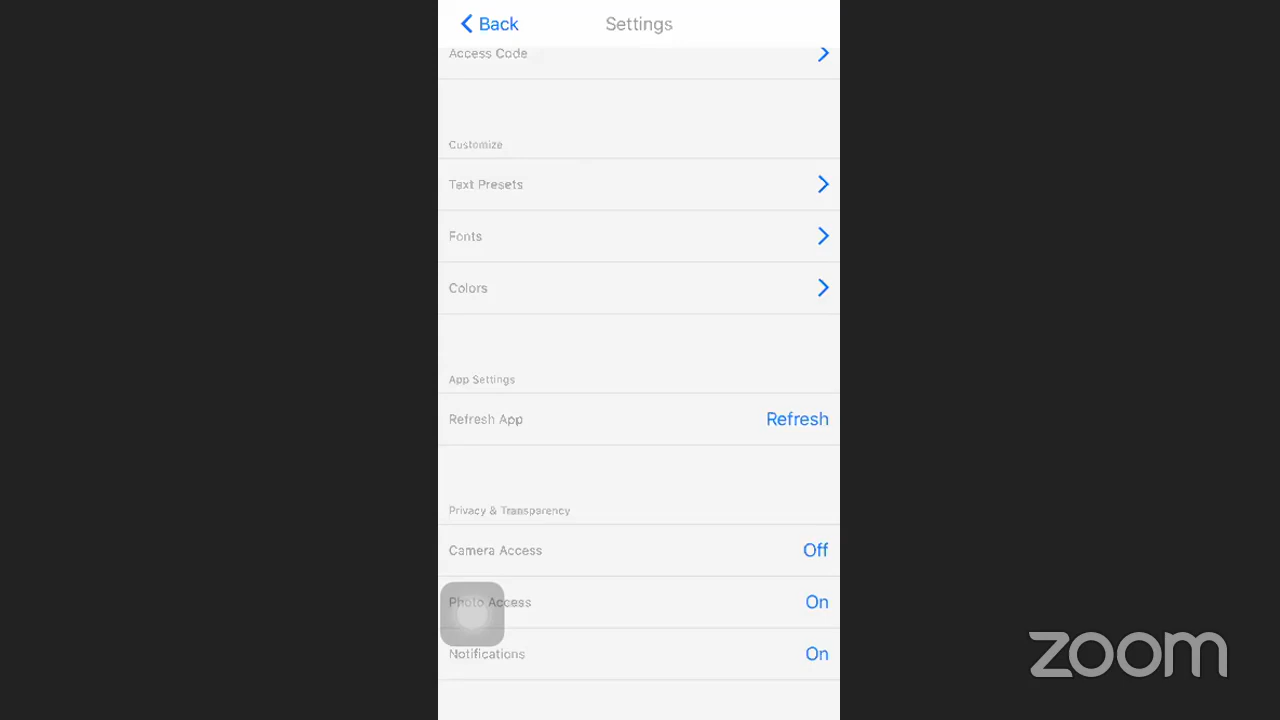 Back
Settings
Access Code
Customize
Text Presets
Fonts
Colors
App Settings
Refresh App
Refresh
Privacy & Transparency
Camera Access
Off
Photo Access
On
Notifications
On
zoom